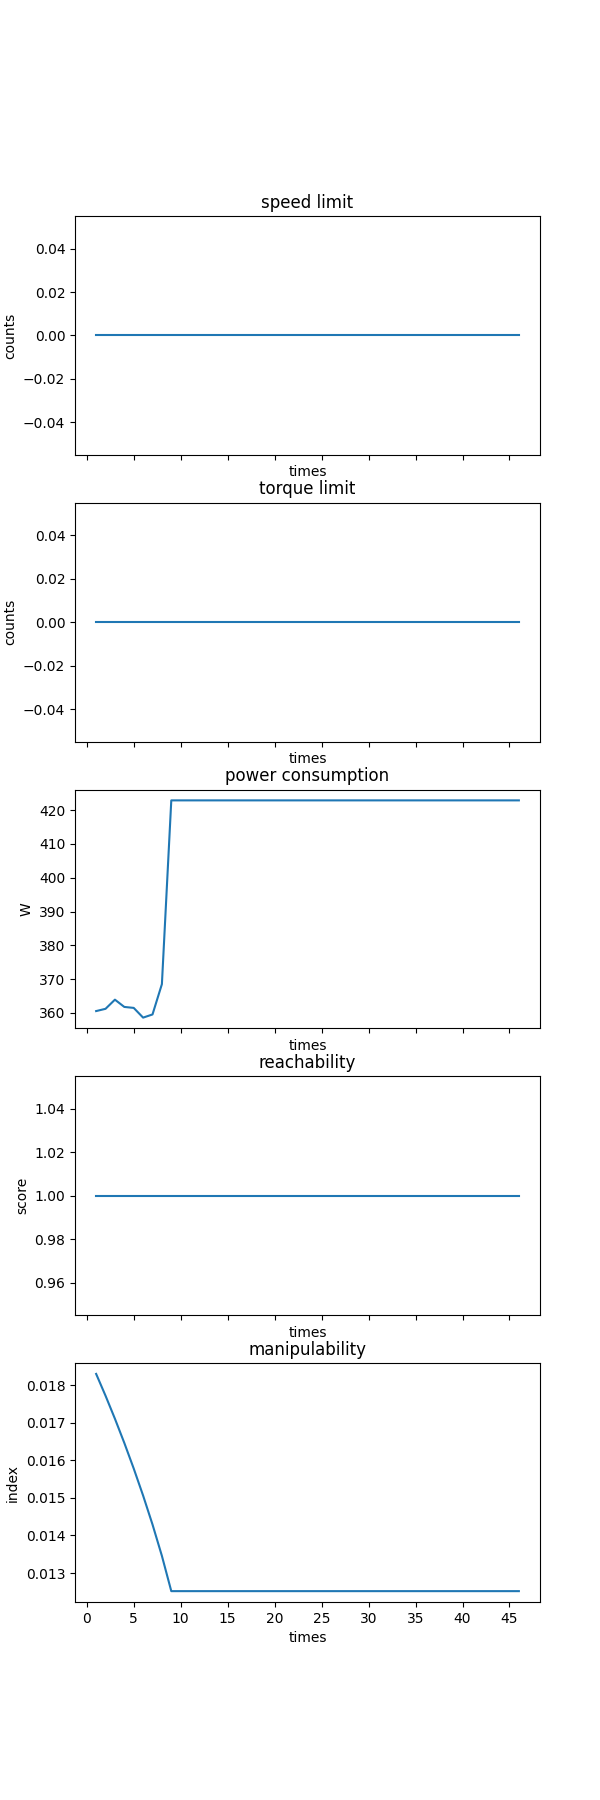 speed limit
counts
0.04
0.02
0.00
−0.02
−0.04
times
torque limit
counts
0.04
0.02
0.00
−0.02
−0.04
times
power consumption
W
420
410
400
390
380
370
360
times
reachability
score
1.04
1.02
1.00
0.98
0.96
times
manipulability
index
0.018
0.017
0.016
0.015
0.014
0.013
0 5 10 15 20 25 30 35 40 45
times